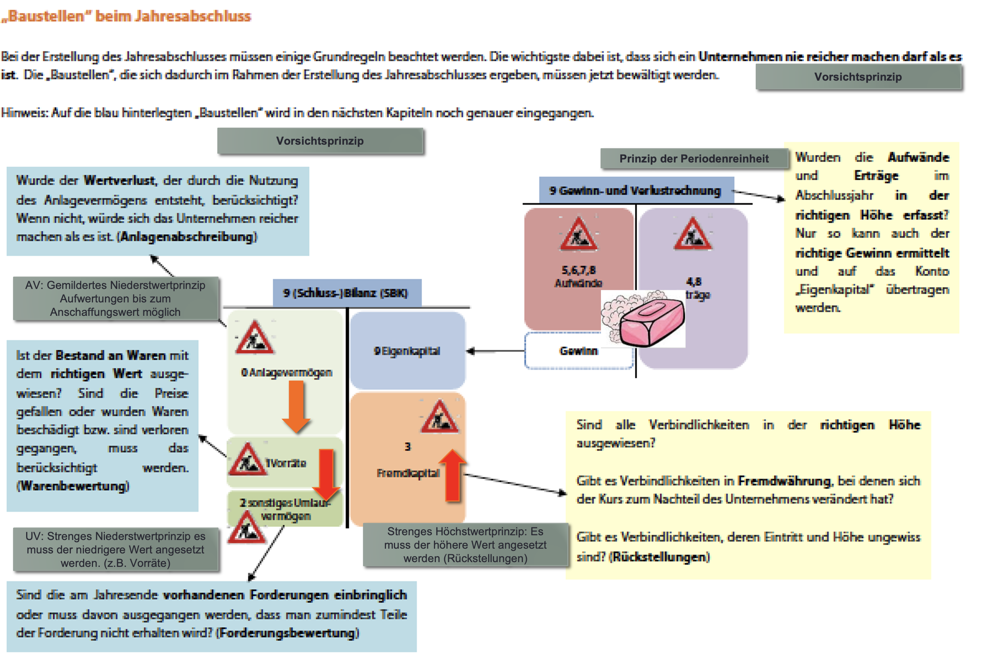 „Baustellen“ beim Jahresabschluss
Bei der Erstellung des Jahresabschlusses müssen einige Grundregeln beachtet werden. Die wichtigste dabei ist, dass sich ein Unternehmen nie reicher machen darf als es
ist. Die „Baustellen“, die sich dadurch im Rahmen der Erstellung des Jahresabschlusses ergeben, müssen jetzt bewältigt werden.
Vorsichtsprinzip
Hinweis: Auf die blau hinterlegten „Baustellen“ wird in den nächsten Kapiteln noch genauer eingegangen.
Vorsichtsprinzip
Wurde der Wertverlust, der durch die Nutzung
des Anlagevermögens entsteht, berücksichtigt?
Wenn nicht, würde sich das Unternehmen reicher
machen als es ist. (Anlagenabschreibung)
Prinzip der Periodenreinheit
Wurden die Aufwände
und Erträge im
Abschlussjahr in der
richtigen Höhe erfasst?
Nur so kann auch der
richtige Gewinn ermittelt
und auf das Konto
„Eigenkapital“ übertragen
werden.
9 Gewinn- und Verlustrechnung
5,6,7,8
Aufwände
4,8
träge
Gewinn
AV: Gemildertes Niederstwertprinzip
Aufwertungen bis zum
Anschaffungswert möglich
9 (Schluss-)Bilanz (SBK)
0 Anlagevermögen
9 Eigenkapital
1Vorräte
2 sonstiges Umlauf-
vermögen
3
Fremdkapital
Ist der Bestand an Waren mit
dem richtigen Wert ausge-
wiesen? Sind die Preise
gefallen oder wurden Waren
beschädigt bzw. sind verloren
gegangen, muss das
berücksichtigt werden.
(Warenbewertung)
UV: Strenges Niederstwertprinzip es
muss der niedrigere Wert angesetzt
werden. (z.B. Vorräte)
Strenges Höchstwertprinzip: Es
muss der höhere Wert angesetzt
werden (Rückstellungen)
Sind alle Verbindlichkeiten in der richtigen Höhe
ausgewiesen?
Gibt es Verbindlichkeiten in Fremdwährung, bei denen sich
der Kurs zum Nachteil des Unternehmens verändert hat?
Gibt es Verbindlichkeiten, deren Eintritt und Höhe ungewiss
sind? (Rückstellungen)
Sind die am Jahresende vorhandenen Forderungen einbringlich
oder muss davon ausgegangen werden, dass man zumindest Teile
der Forderung nicht erhalten wird? (Forderungsbewertung)